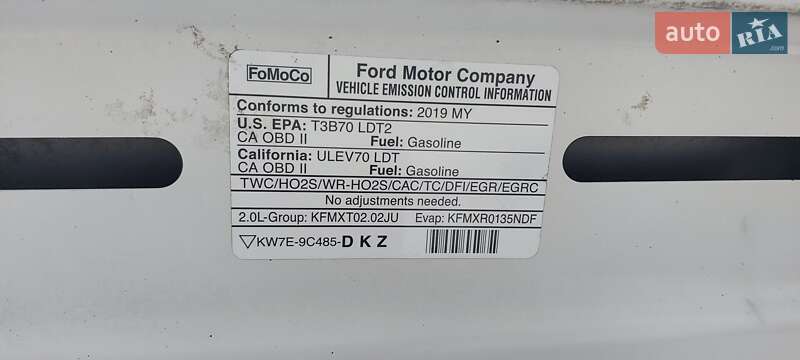 auto RIA .com
FoMoCo
Ford Motor Company
VEHICLE EMISSION CONTROL INFORMATION
Conforms to regulations: 2019 MY
U.S. EPA: T3B70 LDT2
CA OBD II Fuel: Gasoline
California: ULEV70 LDT
CA OBD II Fuel: Gasoline
TWC/HO2S/WR-HO2S/CAC/TC/DFI/EGR/EGRC
No adjustments needed.
2.0L-Group: KFMXT02.02JU Evap: KFMXR0135NDF
KW7E-9C485-D K Z